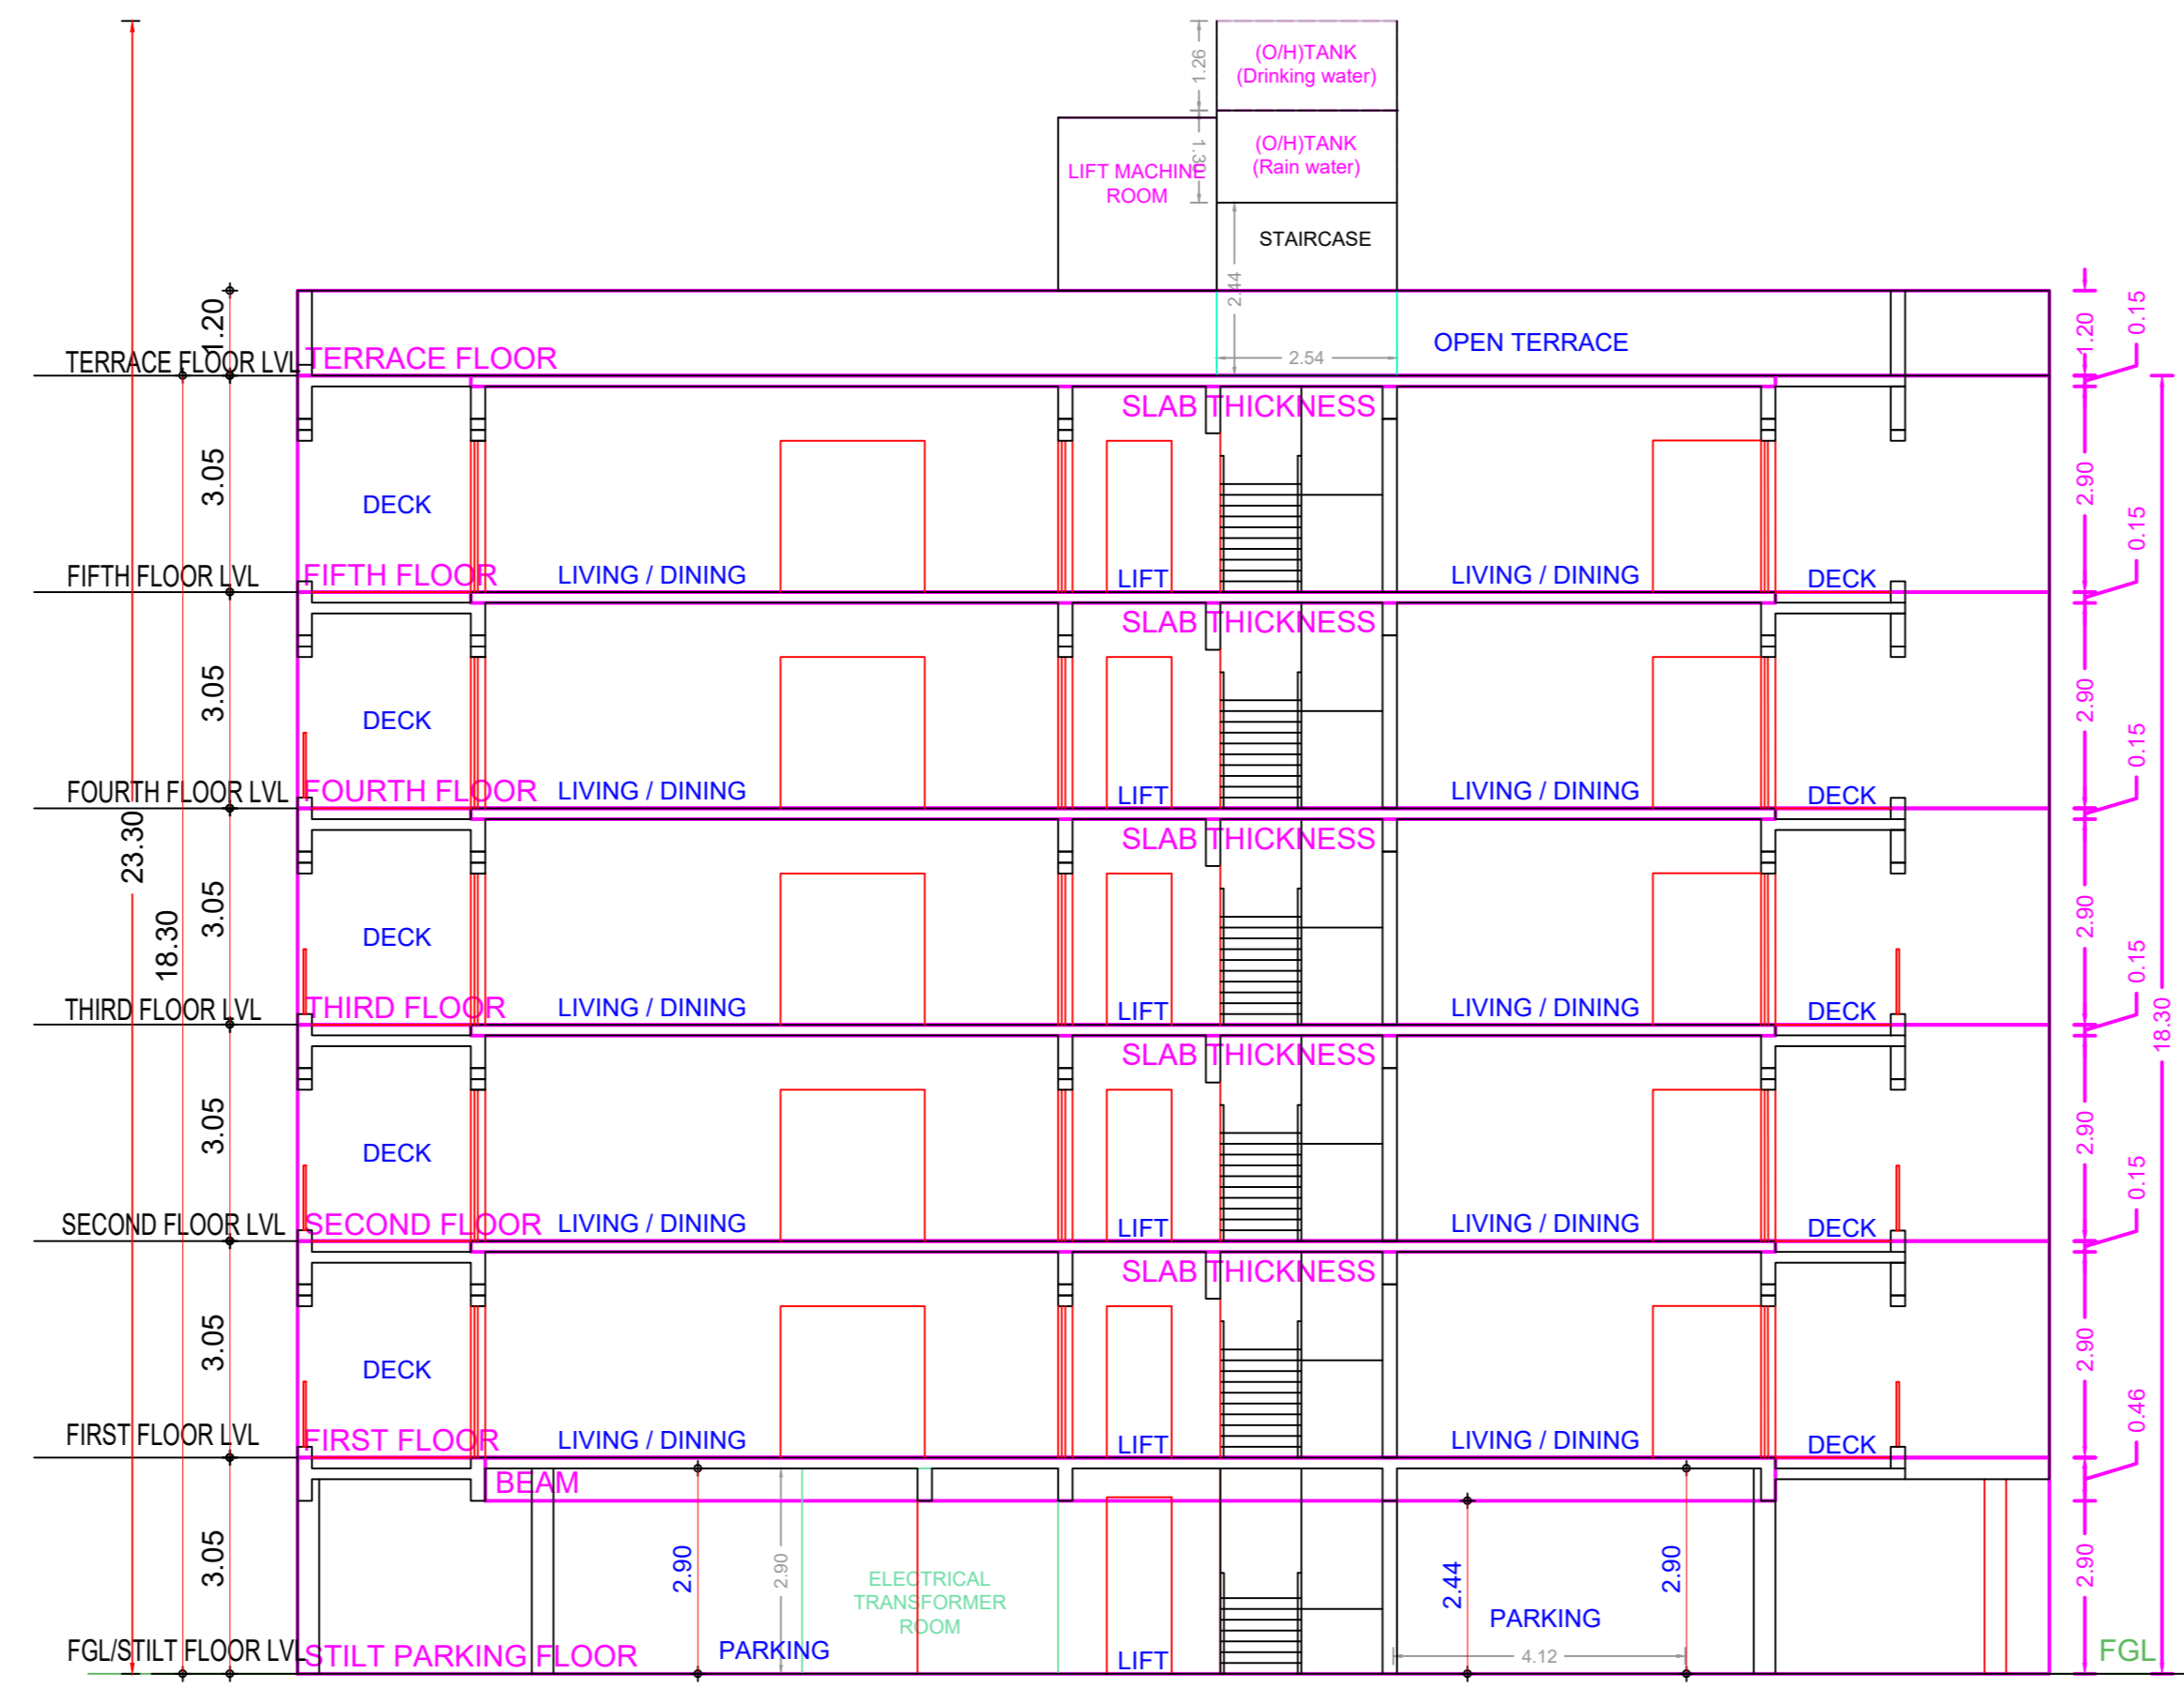 1.26
(O/H)TANK
(Drinking water)
1.30
(O/H)TANK
(Rain water)
LIFT MACHINE
ROOM
STAIRCASE
2.44
1.20
1.20
0.15
OPEN TERRACE
2.54
TERRACE FLOOR LVL
TERRACE FLOOR
SLAB THICKNESS
3.05
DECK
2.90
0.15
FIFTH FLOOR LVL
FIFTH FLOOR
LIVING / DINING
LIFT
LIVING / DINING
DECK
SLAB THICKNESS
3.05
DECK
2.90
0.15
FOURTH FLOOR LVL
FOURTH FLOOR
LIVING / DINING
LIFT
LIVING / DINING
DECK
SLAB THICKNESS
23.30
18.30
3.05
DECK
2.90
0.15
THIRD FLOOR LVL
THIRD FLOOR
LIVING / DINING
LIFT
LIVING / DINING
DECK
18.30
SLAB THICKNESS
3.05
DECK
2.90
0.15
SECOND FLOOR LVL
SECOND FLOOR
LIVING / DINING
LIFT
LIVING / DINING
DECK
SLAB THICKNESS
3.05
DECK
2.90
0.46
FIRST FLOOR LVL
FIRST FLOOR
LIVING / DINING
LIFT
LIVING / DINING
DECK
BEAM
3.05
2.90
2.90
ELECTRICAL
TRANSFORMER
ROOM
2.44
2.90
2.90
PARKING
PARKING
FGL/STILT FLOOR LVL
STILT PARKING FLOOR
LIFT
4.12
FGL